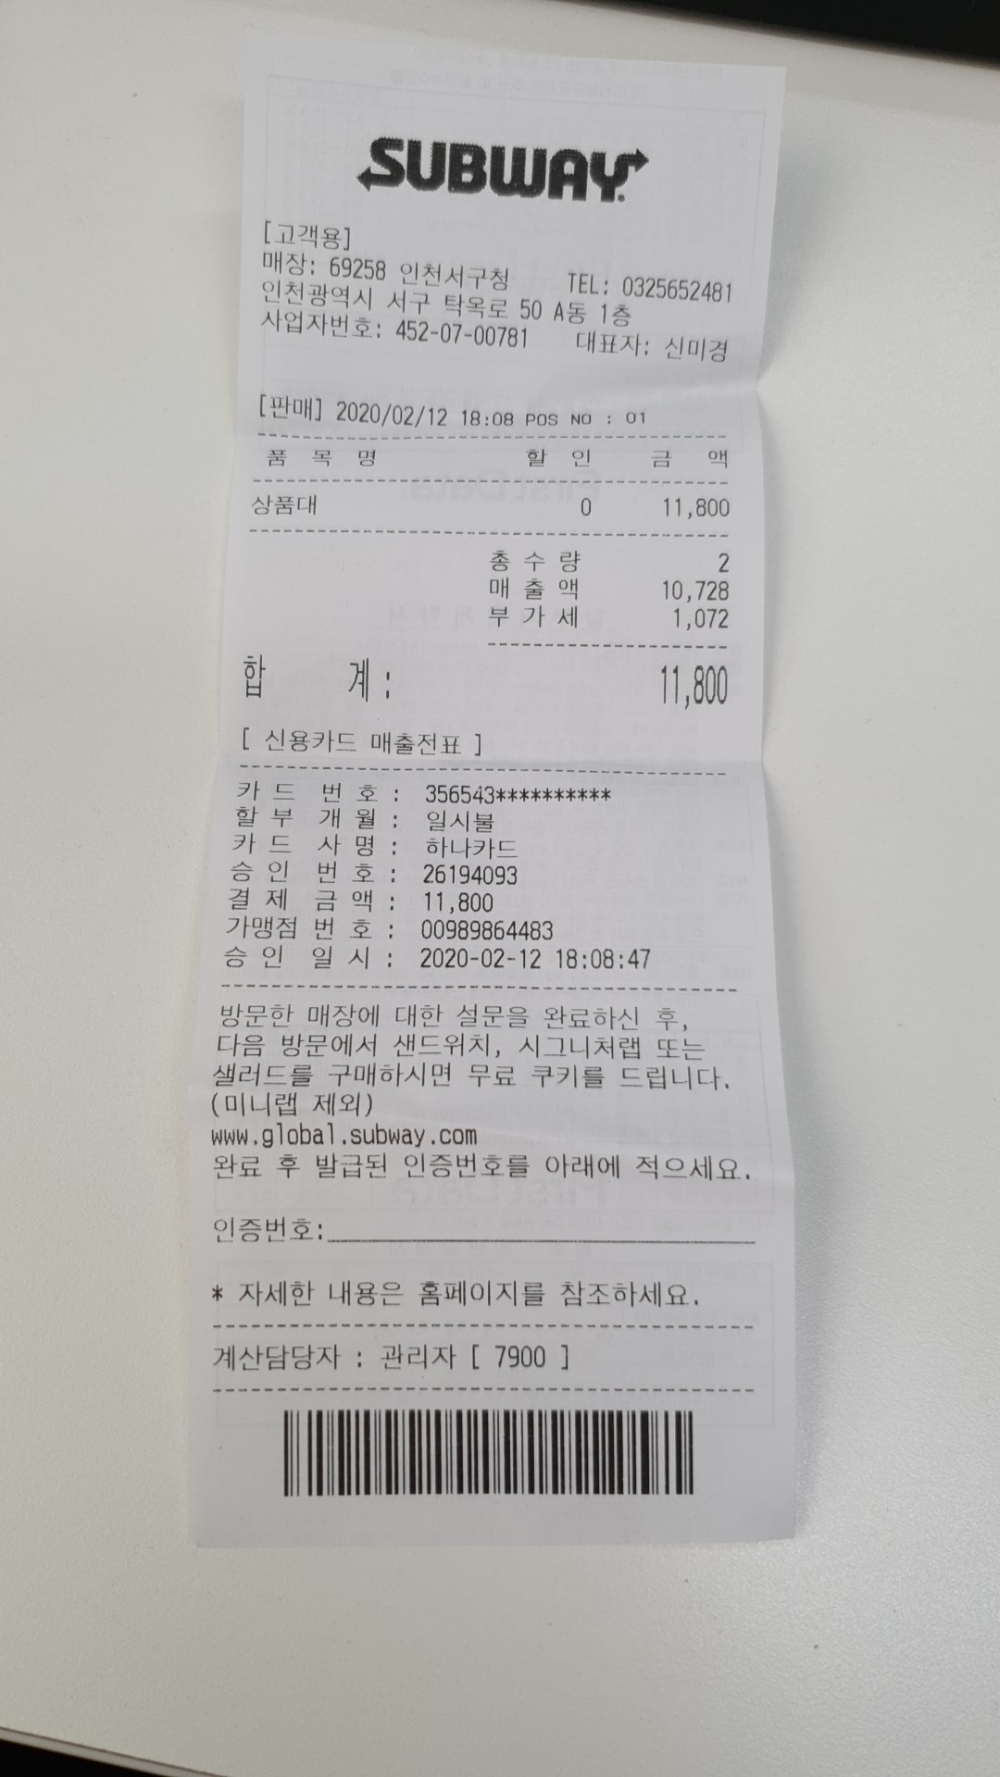 SUBWAY
[고객용]
매장: 69258 인천서구청 TEL: 0325652481
인천광역시 서구 탁옥로 50 A동 1층
사업자번호: 452-07-00781 대표자: 신미경
[판매] 2020/02/12 18:08 POS NO : 01
품 목 명 할 인 금 액
상품대 0 11,800
총 수 량 2
매 출 액 10,728
부 가 세 1,072
합 계 : 11,800
[ 신용카드 매출전표 ]
카 드 번 호 : 356543**********
할 부 개 월 : 일시불
카 드 사 명 : 하나카드
승 인 번 호 : 26194093
결 제 금 액 : 11,800
가맹점 번 호 : 00989864483
승 인 일 시 : 2020-02-12 18:08:47
방문한 매장에 대한 설문을 완료하신 후,
다음 방문에서 샌드위치, 시그니처랩 또는
샐러드를 구매하시면 무료 쿠키를 드립니다.
(미니랩 제외)
www.global.subway.com
완료 후 발급된 인증번호를 아래에 적으세요.
인증번호:
* 자세한 내용은 홈페이지를 참조하세요.
계산담당자 : 관리자 [ 7900 ]